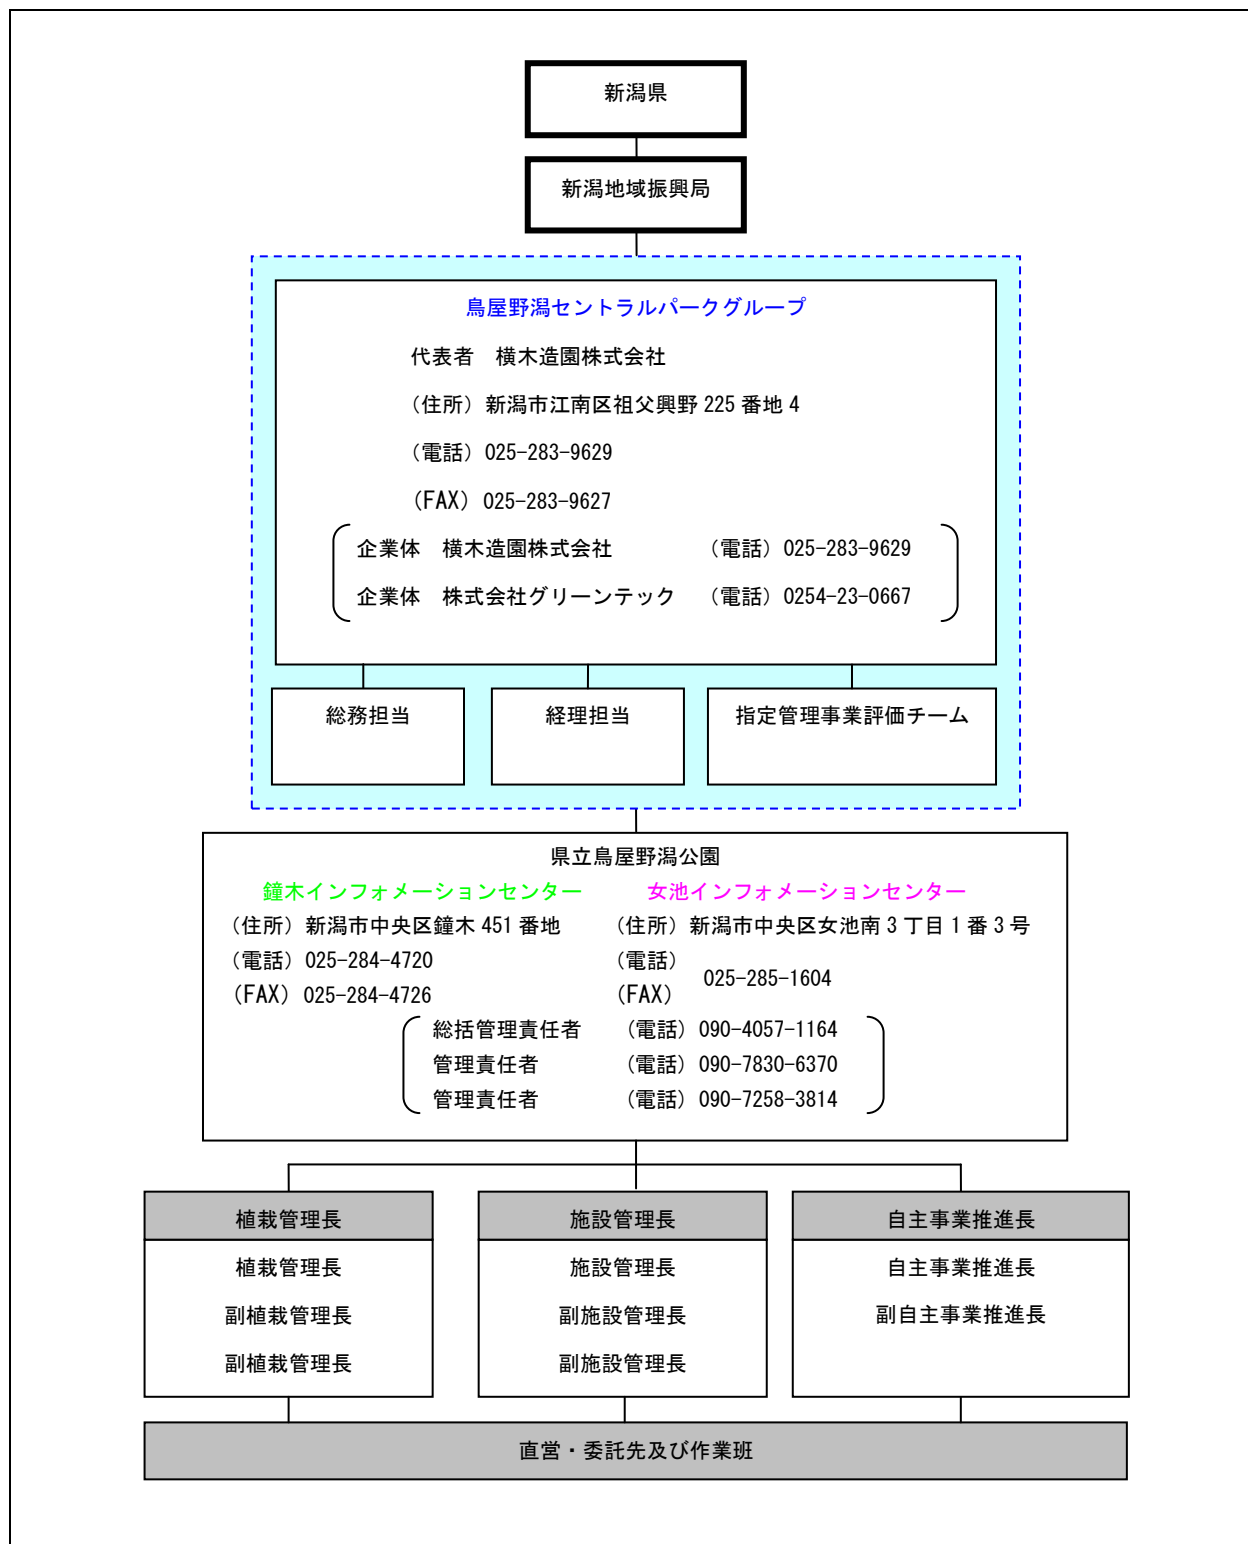 新潟県
新潟地域振興局
鳥屋野潟セントラルパークグループ
代表者　横木造園株式会社
（住所）新潟市江南区祖父興野 225 番地 4
（電話）025-283-9629
（FAX）025-283-9627
企業体　横木造園株式会社　（電話）025-283-9629
企業体　株式会社グリーンテック　（電話）0254-23-0667
総務担当　経理担当　指定管理事業評価チーム
県立鳥屋野潟公園
鐘木インフォメーションセンター　女池インフォメーションセンター
（住所）新潟市中央区鐘木 451 番地　（住所）新潟市中央区女池南 3 丁目 1 番 3 号
（電話）025-284-4720　（電話）
025-285-1604
（FAX）025-284-4726　（FAX）
総括管理責任者　（電話）090-4057-1164
管理責任者　（電話）090-7830-6370
管理責任者　（電話）090-7258-3814
植栽管理長　施設管理長　自主事業推進長
植栽管理長　施設管理長　自主事業推進長
副植栽管理長　副施設管理長　副自主事業推進長
副植栽管理長　副施設管理長
直営・委託先及び作業班